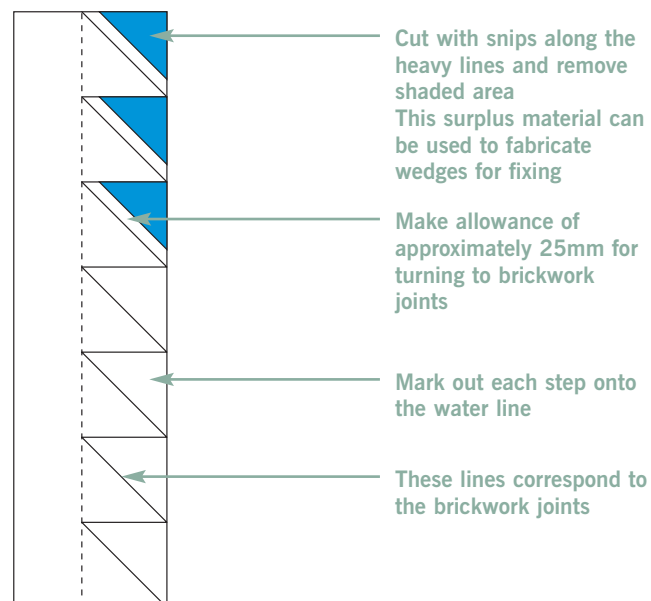 Cut with snips along the
heavy lines and remove
shaded area
This surplus material can
be used to fabricate
wedges for fixing
Make allowance of
approximately 25mm for
turning to brickwork
joints
Mark out each step onto
the water line
These lines correspond to
the brickwork joints